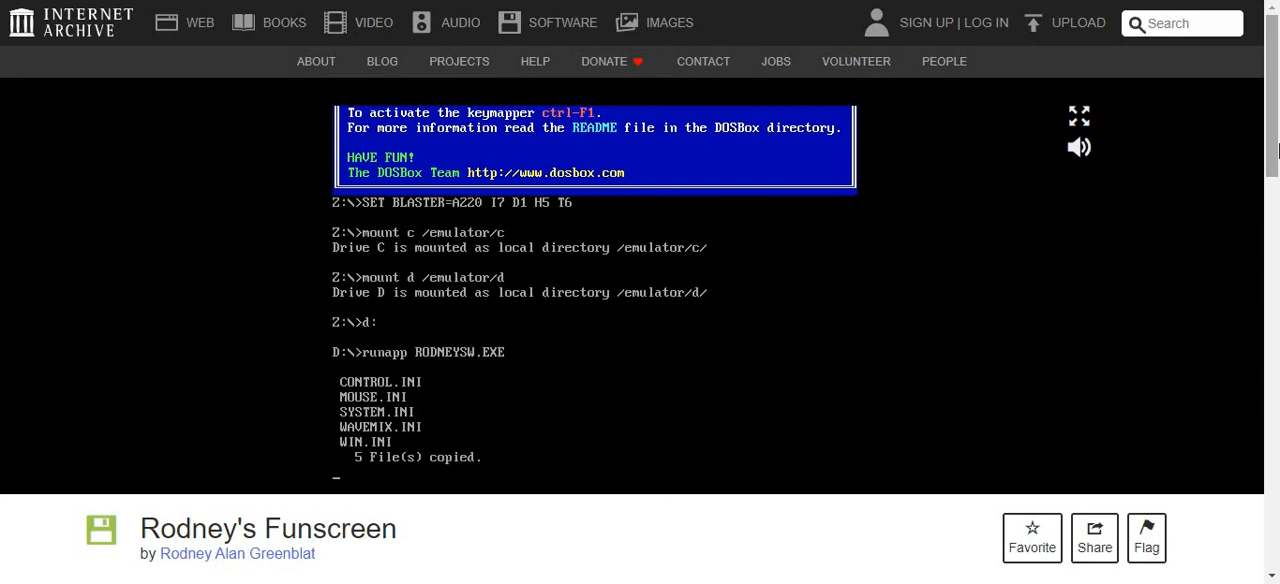 INTERNET ARCHIVE
WEB BOOKS VIDEO AUDIO SOFTWARE IMAGES SIGN UP | LOG IN UPLOAD Search
ABOUT BLOG PROJECTS HELP DONATE CONTACT JOBS VOLUNTEER PEOPLE
To activate the keymapper ctrl-F1.
For more information read the README file in the DOSBox directory.
HAVE FUN!
The DOSBox Team http://www.dosbox.com
Z:\>SET BLASTER=A220 I7 D1 H5 T6
Z:\>mount c /emulator/c
Drive C is mounted as local directory /emulator/c/
Z:\>mount d /emulator/d
Drive D is mounted as local directory /emulator/d/
Z:\>d:
D:\>runapp RODNEYSW.EXE
CONTROL.INI
MOUSE.INI
SYSTEM.INI
WAVEMIX.INI
WIN.INI
5 File(s) copied.
Rodney's Funscreen
by Rodney Alan Greenblat
Favorite Share Flag